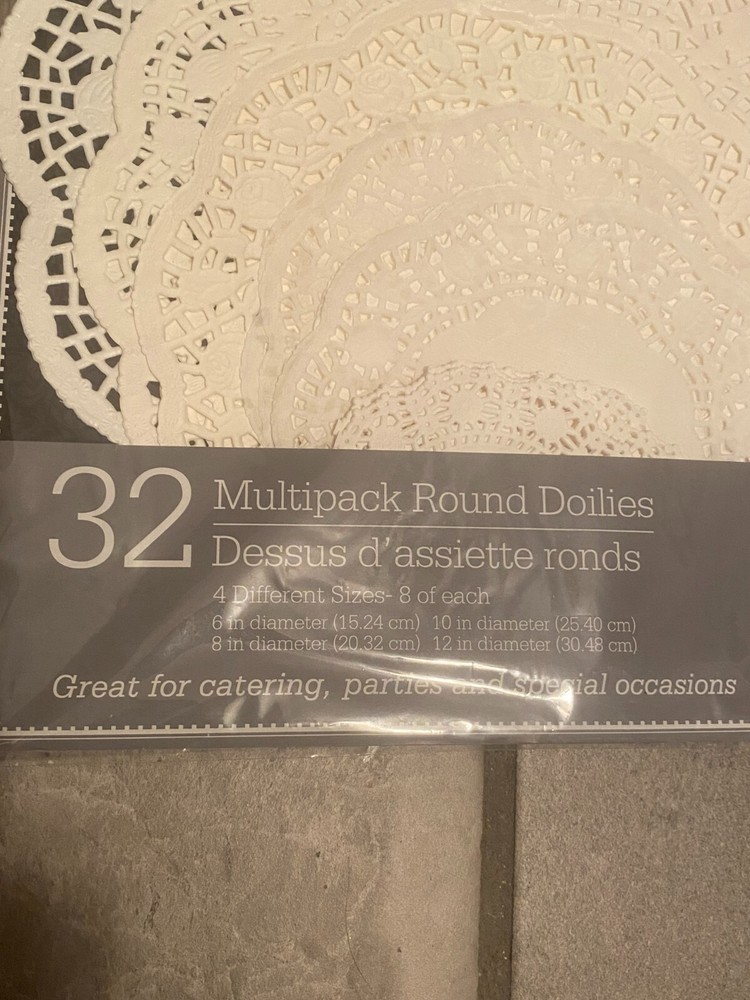 32 Multipack Round Doilies
Dessus d'assiette ronds
4 Different Sizes- 8 of each
6 in diameter (15.24 cm) 10 in diameter (25.40 cm)
8 in diameter (20.32 cm) 12 in diameter (30.48 cm)
Great for catering, parties and special occasions